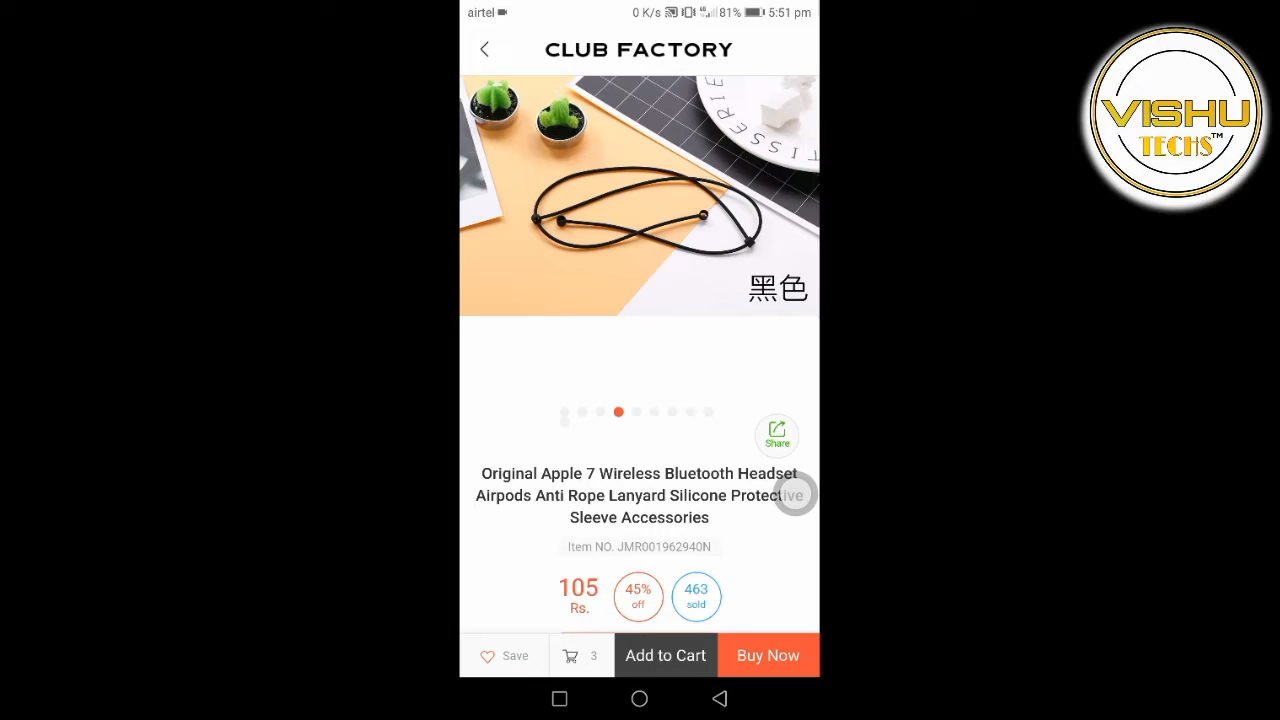 airtel
0 K/s 81% 5:51 pm
CLUB FACTORY
VISHU
TECHS™
TISSERIE
黑色
Share
Original Apple 7 Wireless Bluetooth Headset
Airpods Anti Rope Lanyard Silicone Protective
Sleeve Accessories
Item NO. JMR001962940N
105
Rs.
45%
off
463
sold
Save
3
Add to Cart
Buy Now